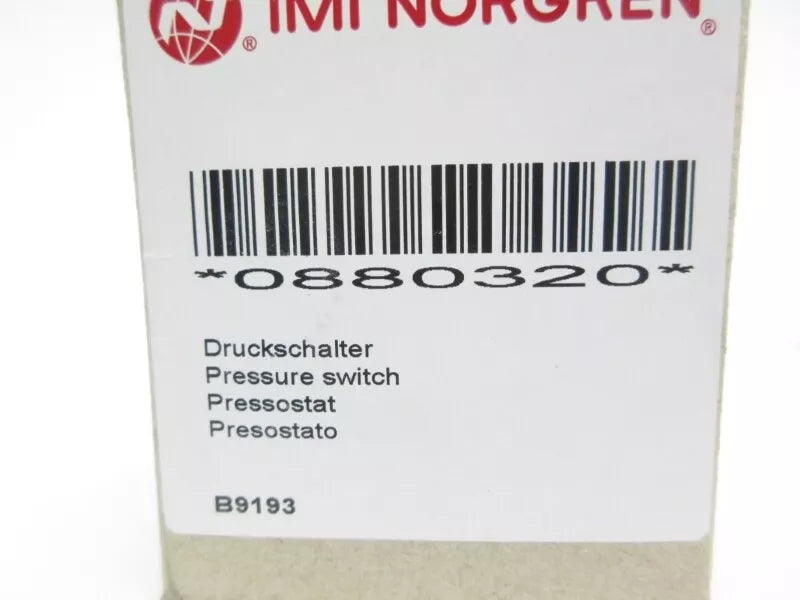 IMI NORGREN®
*0880320*
Druckschalter
Pressure switch
Pressostat
Presostato
B9193